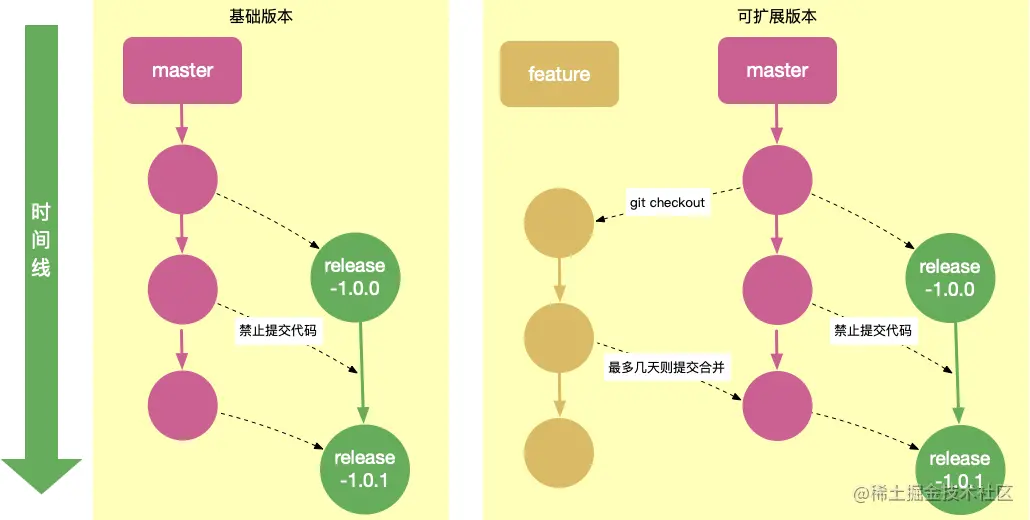 基础版本
可扩展版本
master
feature
master
git checkout
时
间
线
release
-1.0.0
release
-1.0.0
禁止提交代码
禁止提交代码
最多几天则提交合并
release
-1.0.1
release
-1.0.1
@稀土掘金技术社区